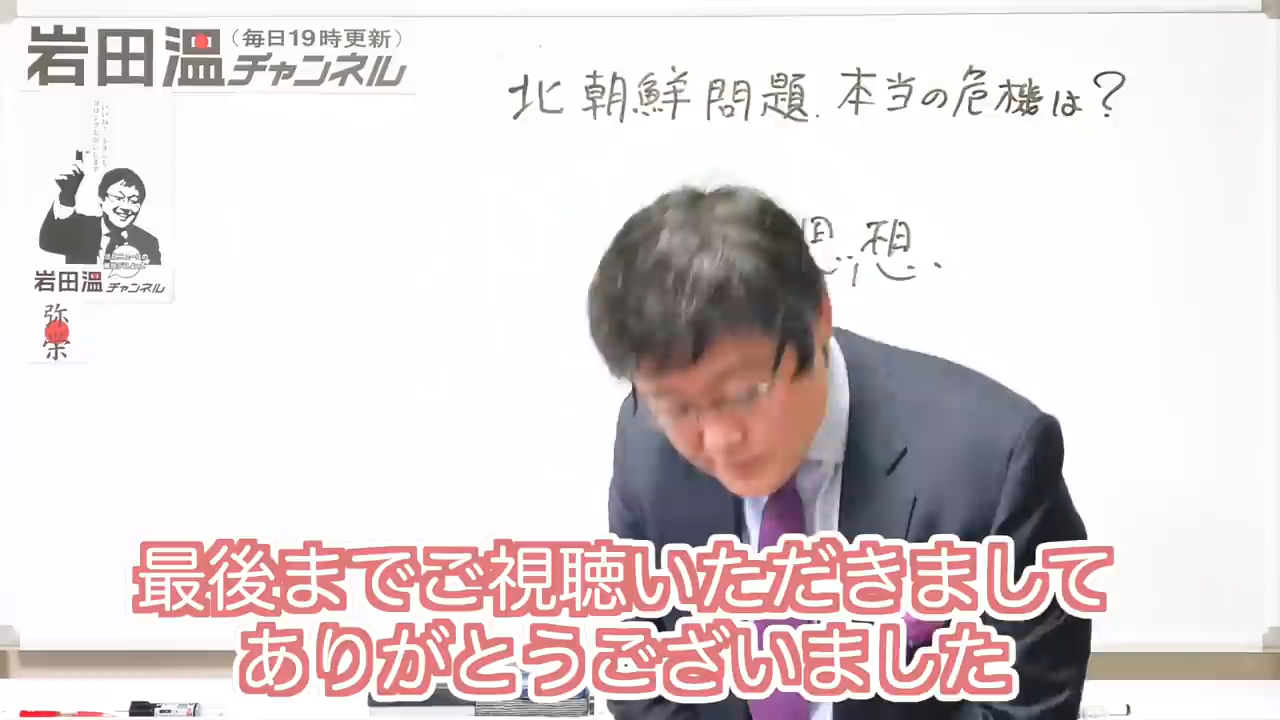 岩田温
(毎日19時更新)
チャンネル
北朝鮮問題.本当の危機は?
思想.
岩田温
チャンネル
弥栄
最後までご視聴いただきまして
ありがとうございました